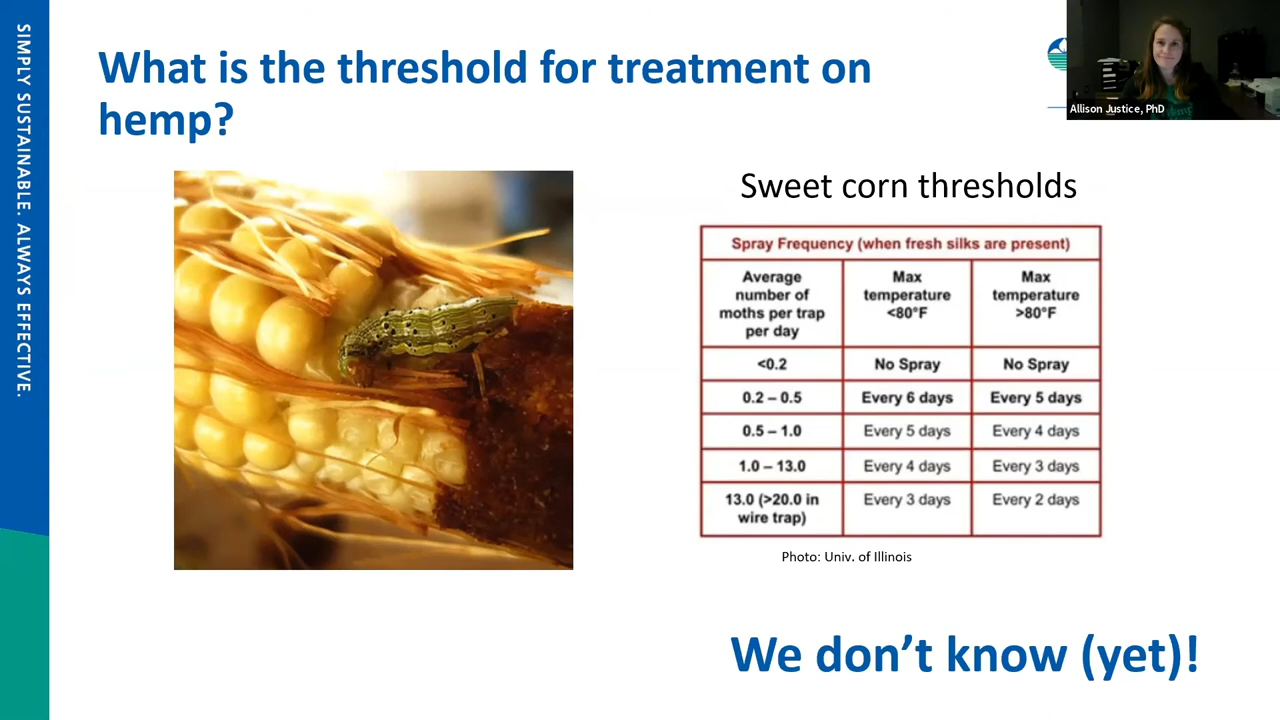 SIMPLY SUSTAINABLE. ALWAYS EFFECTIVE.
What is the threshold for treatment on
hemp?
Allison Justice, PhD
Sweet corn thresholds
Spray Frequency (when fresh silks are present)
Average
number of
moths per trap
per day
Max
temperature
<80°F
Max
temperature
>80°F
<0.2 No Spray No Spray
0.2 – 0.5 Every 6 days Every 5 days
0.5 – 1.0 Every 5 days Every 4 days
1.0 – 13.0 Every 4 days Every 3 days
13.0 (>20.0 in
wire trap)
Every 3 days Every 2 days
Photo: Univ. of Illinois
We don't know (yet)!